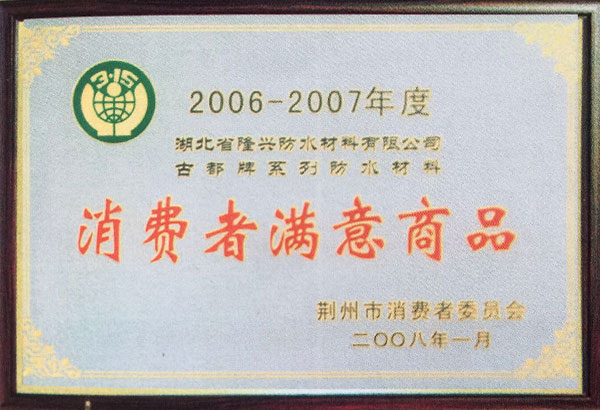 3·15
2006-2007年度
湖北省隆兴防水材料有限公司
古都牌系列防水材料
消费者满意商品
荆州市消费者委员会
二〇〇八年一月